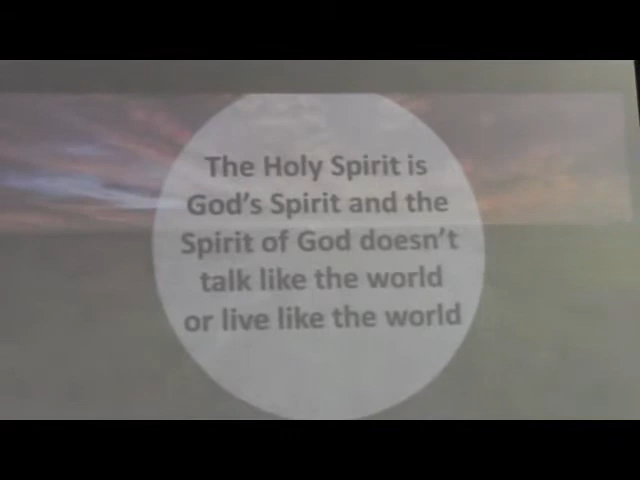 The Holy Spirit is
God's Spirit and the
Spirit of God doesn't
talk like the world
or live like the world